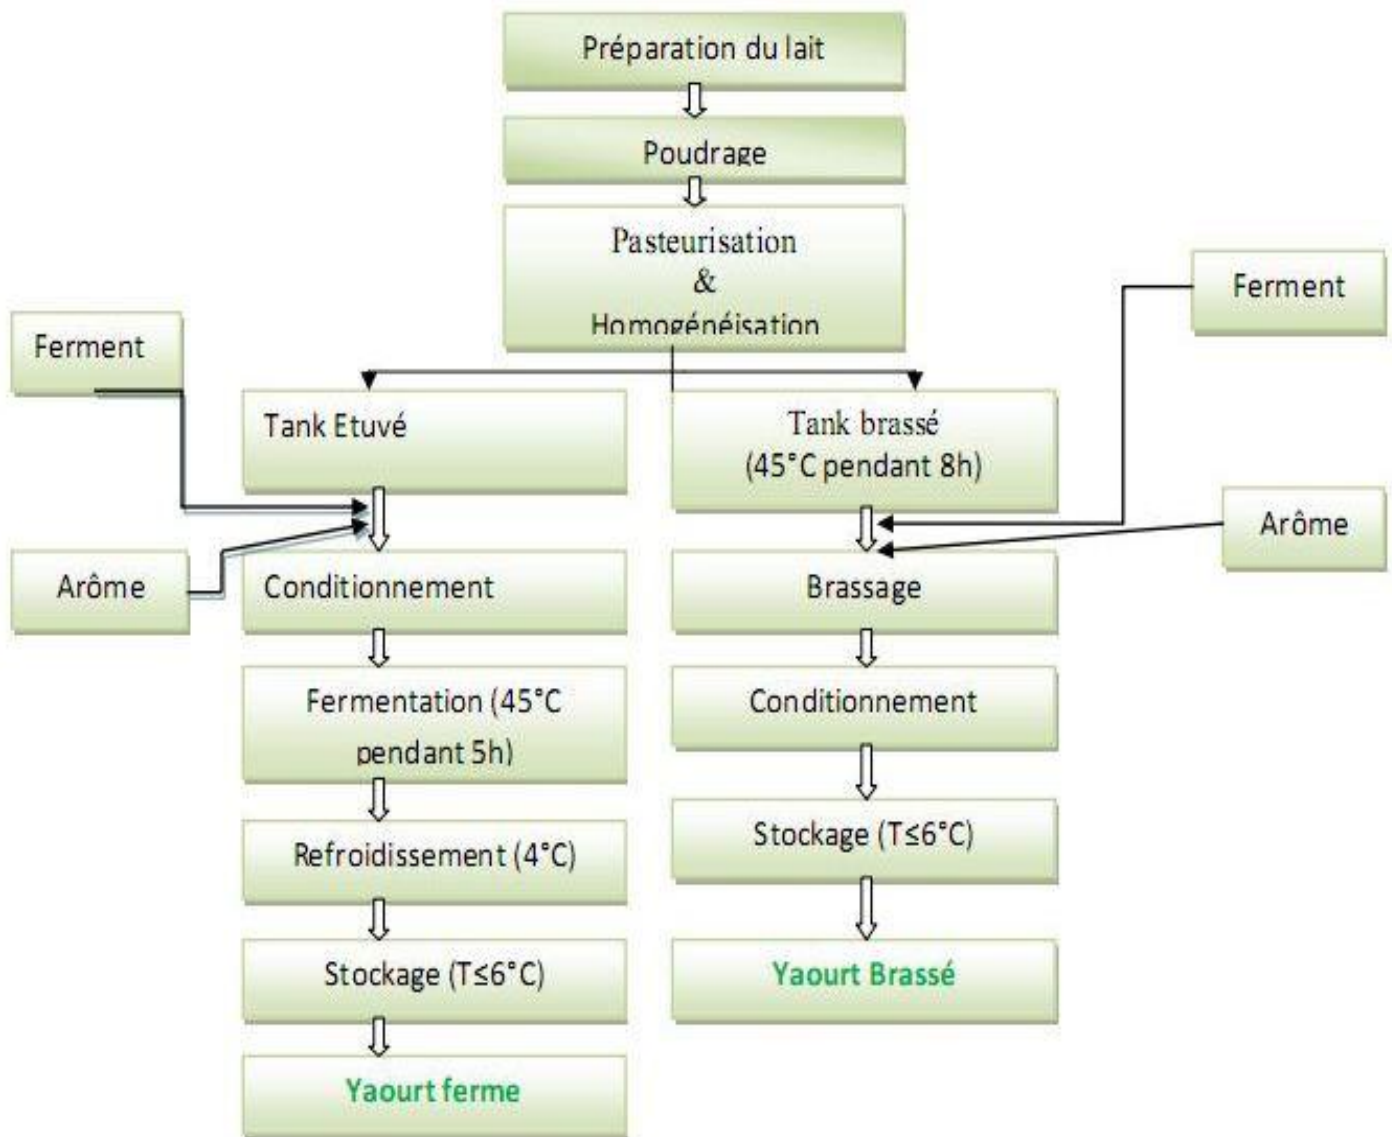 Préparation du lait
Poudrage
Pasteurisation
&
Homogénéisation
Ferment
Ferment
Tank Etuvé
Tank brassé
(45°C pendant 8h)
Arôme
Arôme
Conditionnement
Brassage
Fermentation (45°C
pendant 5h)
Conditionnement
Refroidissement (4°C)
Stockage (T≤6°C)
Stockage (T≤6°C)
Yaourt Brassé
Yaourt ferme